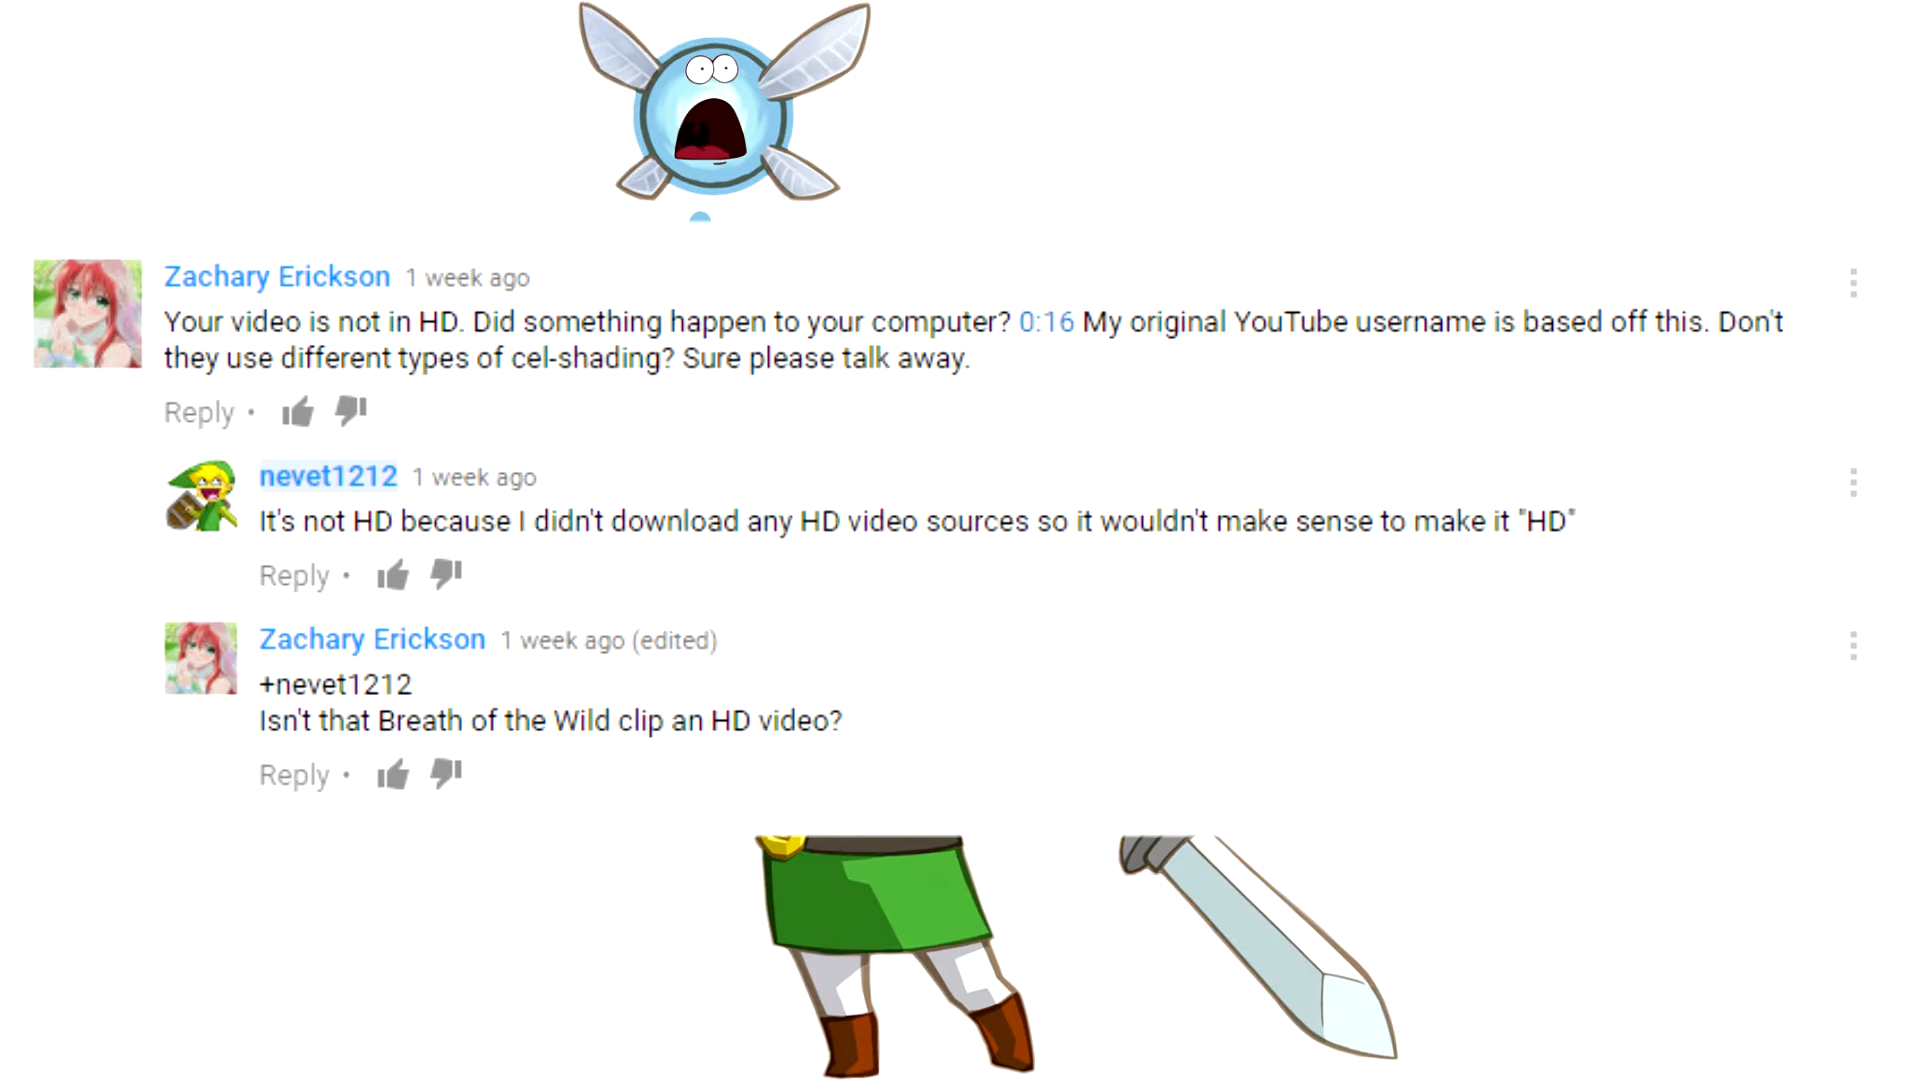 Zachary Erickson 1 week ago
Your video is not in HD. Did something happen to your computer? 0:16 My original YouTube username is based off this. Don't
they use different types of cel-shading? Sure please talk away.
Reply •
nevet1212 1 week ago
It's not HD because I didn't download any HD video sources so it wouldn't make sense to make it "HD"
Reply •
Zachary Erickson 1 week ago (edited)
+nevet1212
Isn't that Breath of the Wild clip an HD video?
Reply •